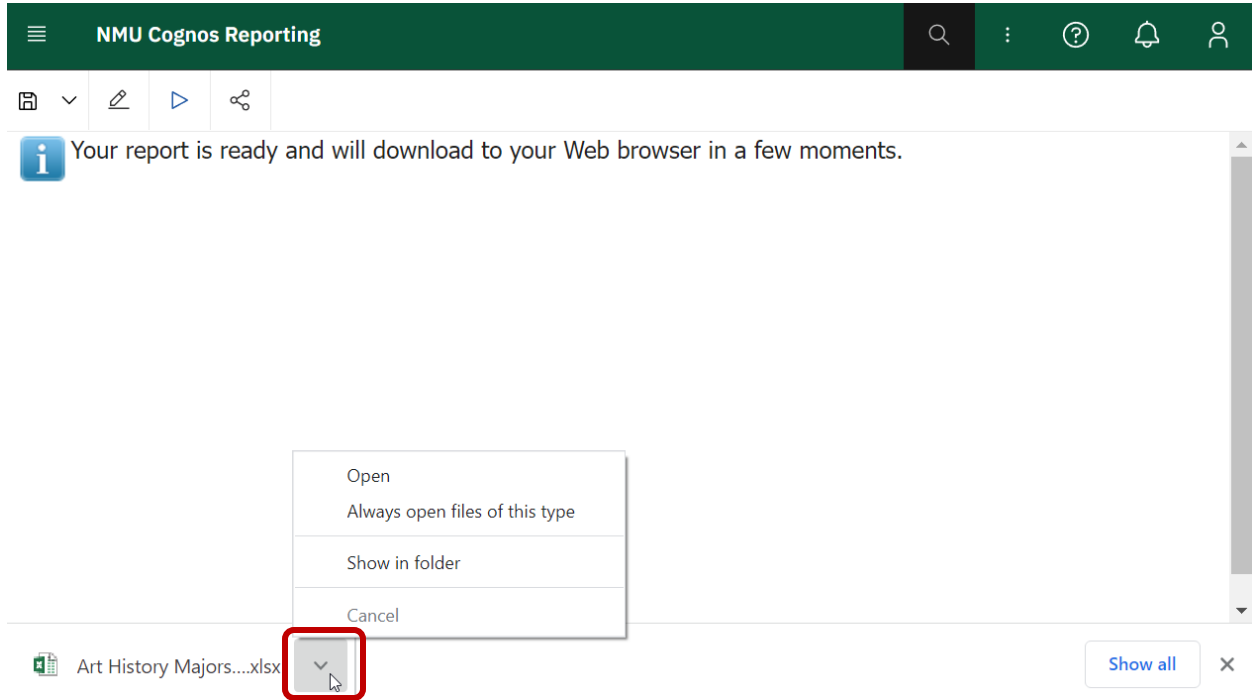 NMU Cognos Reporting
Your report is ready and will download to your Web browser in a few moments.
Open
Always open files of this type
Show in folder
Cancel
Art History Majors....xlsx
Show all